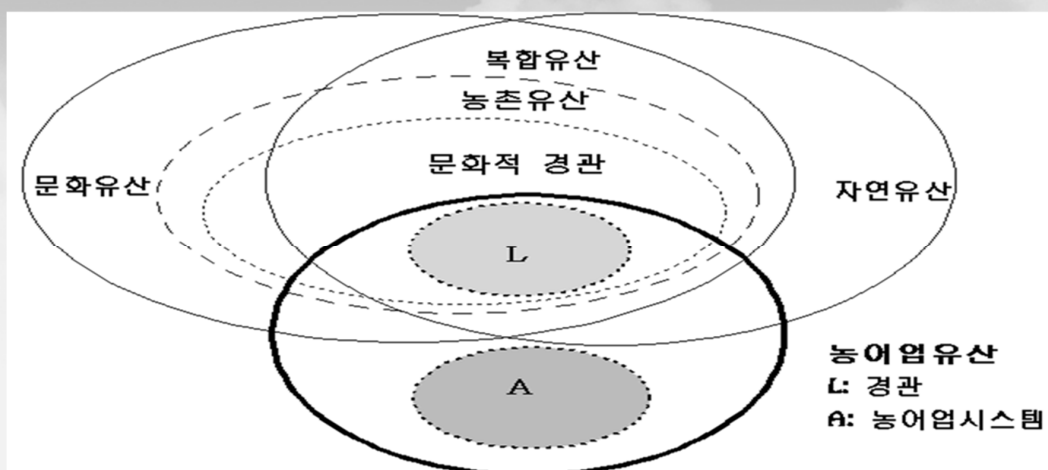 복합유산
농촌유산
문화적 경관
문화유산
자연유산
L
A
농어업유산
L: 경관
A: 농어업시스템